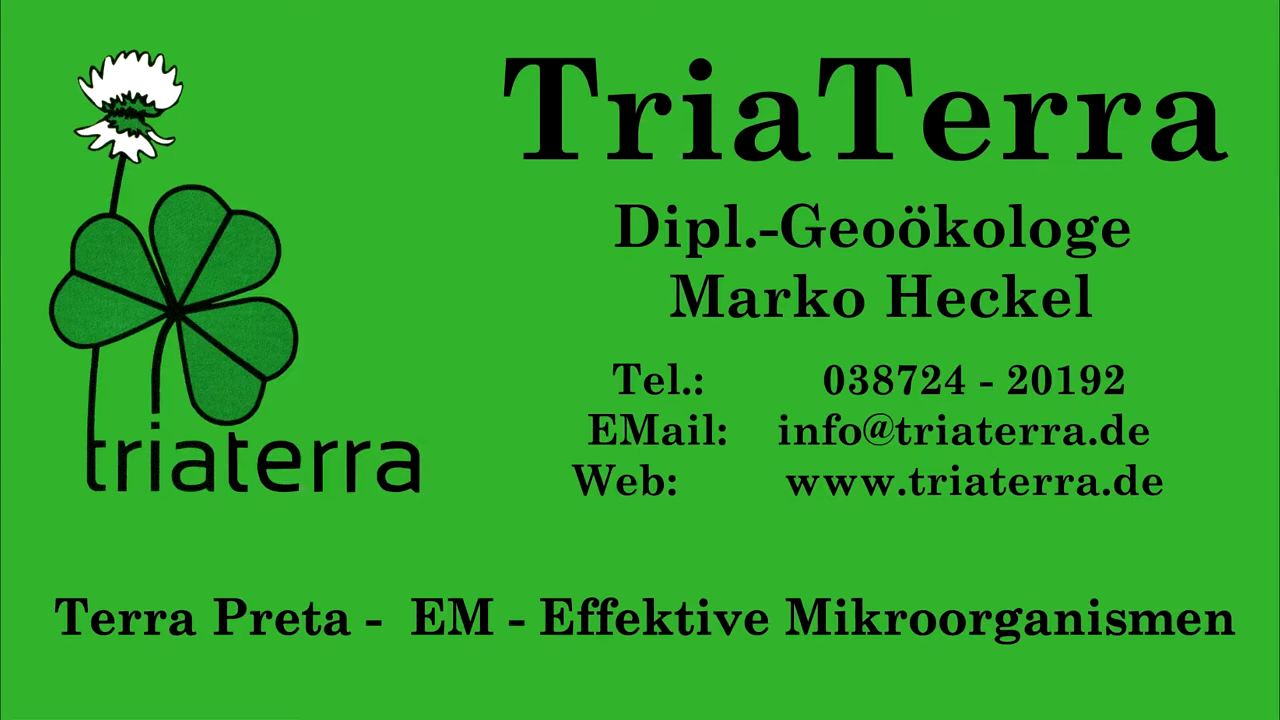 TriaTerra
Dipl.-Geoökologe
Marko Heckel
Tel.: 038724 - 20192
EMail: info@triaterra.de
Web: www.triaterra.de
triaterra
Terra Preta - EM - Effektive Mikroorganismen